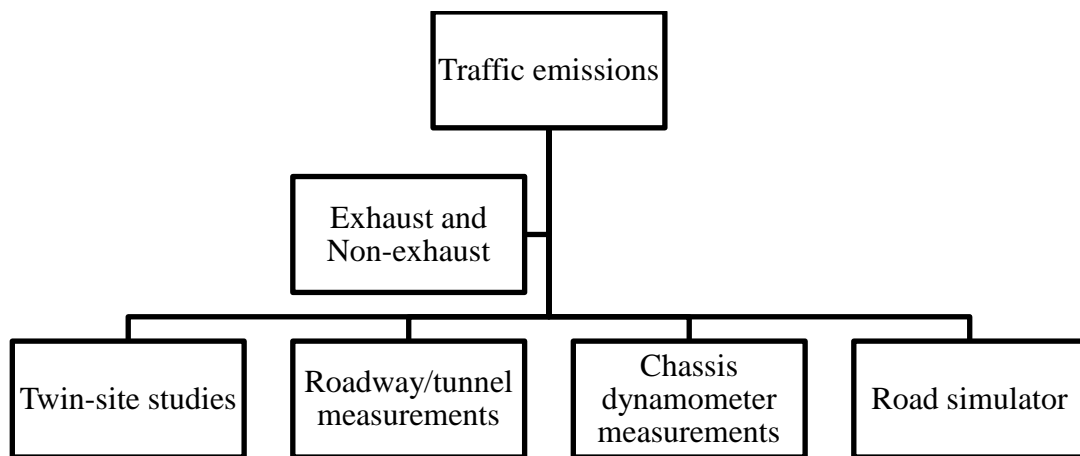 Traffic emissions
Exhaust and
Non-exhaust
Twin-site studies
Roadway/tunnel
measurements
Chassis
dynamometer
measurements
Road simulator